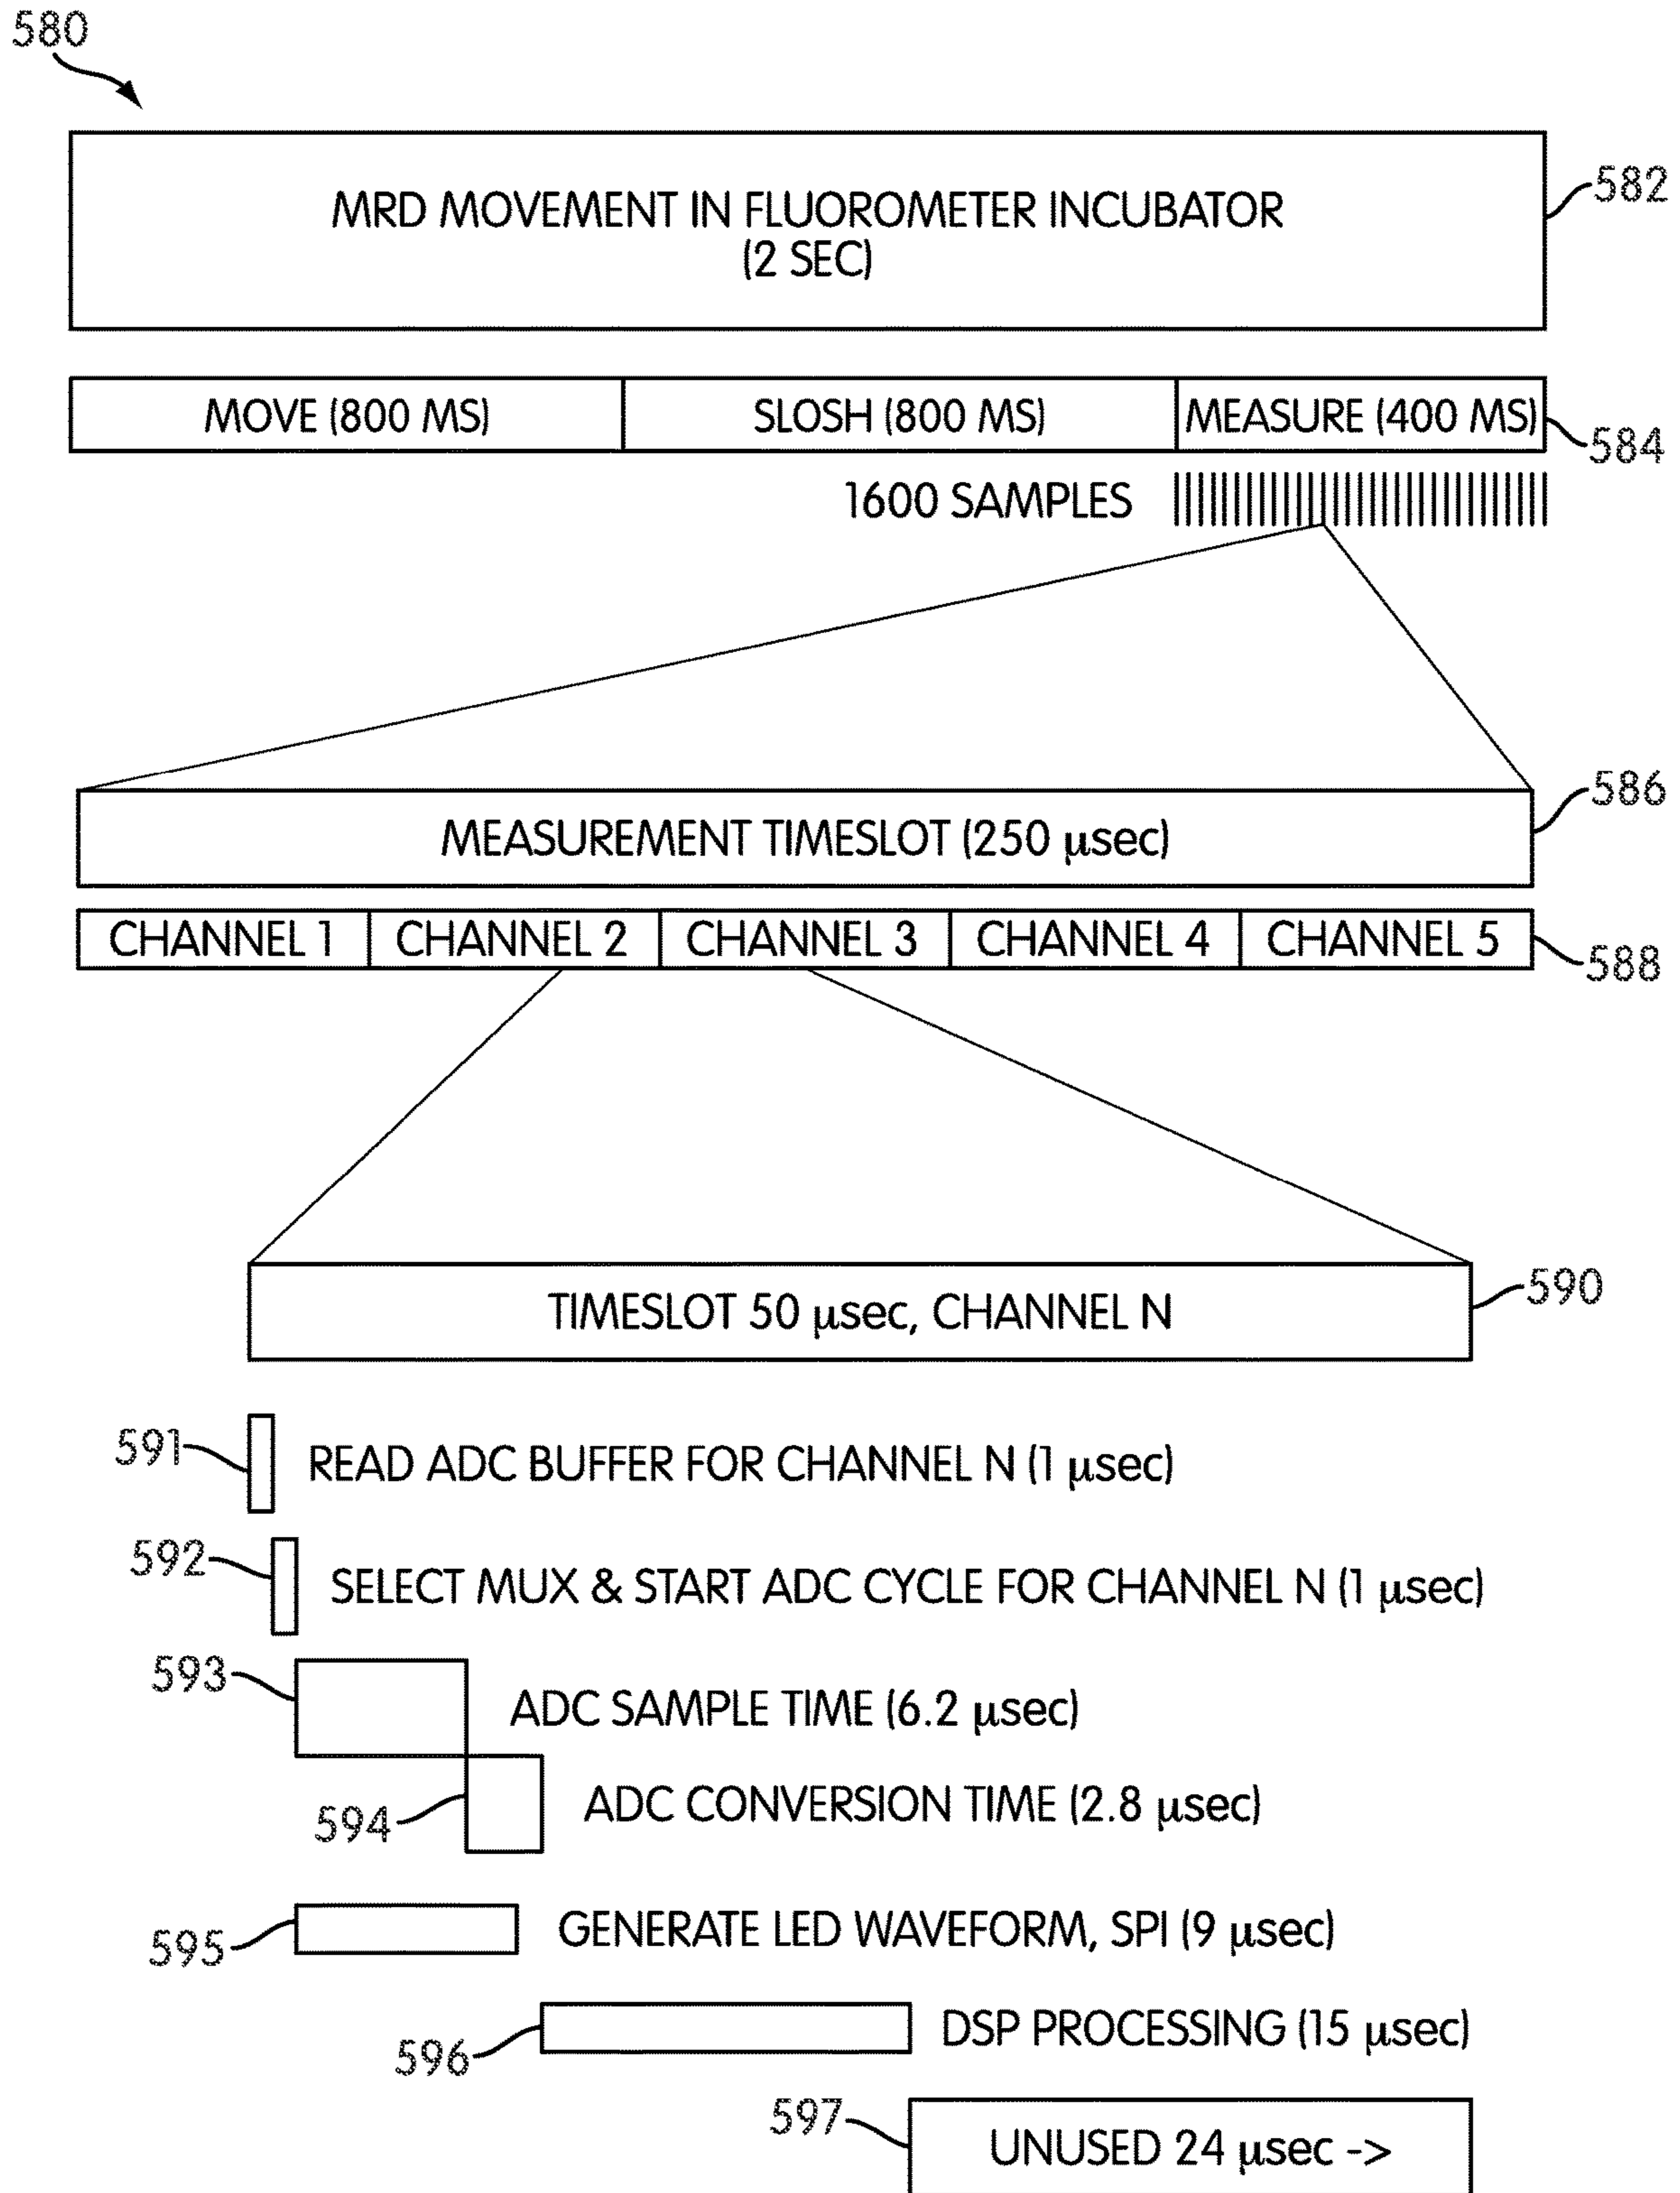 580
MRD MOVEMENT IN FLUOROMETER INCUBATOR
(2 SEC)
582
MOVE (800 MS)
SLOSH (800 MS)
MEASURE (400 MS)
584
1600 SAMPLES
586
MEASUREMENT TIMESLOT (250 μsec)
CHANNEL 1
CHANNEL 2
CHANNEL 3
CHANNEL 4
CHANNEL 5
588
TIMESLOT 50 μsec, CHANNEL N
590
591
READ ADC BUFFER FOR CHANNEL N (1 μsec)
592
SELECT MUX & START ADC CYCLE FOR CHANNEL N (1 μsec)
593
ADC SAMPLE TIME (6.2 μsec)
594
ADC CONVERSION TIME (2.8 μsec)
595
GENERATE LED WAVEFORM, SPI (9 μsec)
596
DSP PROCESSING (15 μsec)
597
UNUSED 24 μsec ->